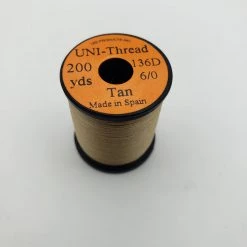 UNI-Thread
200 136D
yds 6/0
Tan
Made in Spain